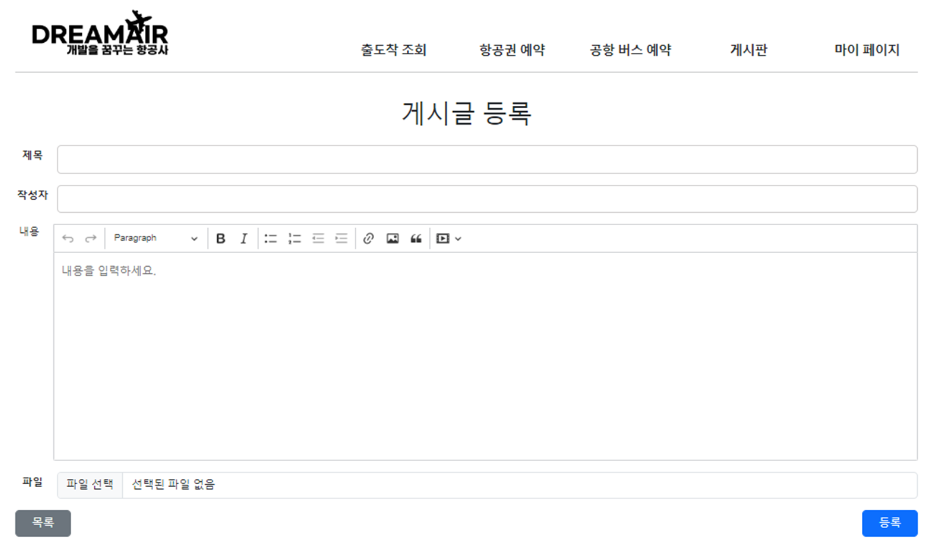 DREAMAIR
개발을 꿈꾸는 항공사
출도착 조회 항공권 예약 공항 버스 예약 게시판 마이 페이지
게시글 등록
제목
작성자
내용
Paragraph B I
내용을 입력하세요.
파일 파일 선택 선택된 파일 없음
목록 등록